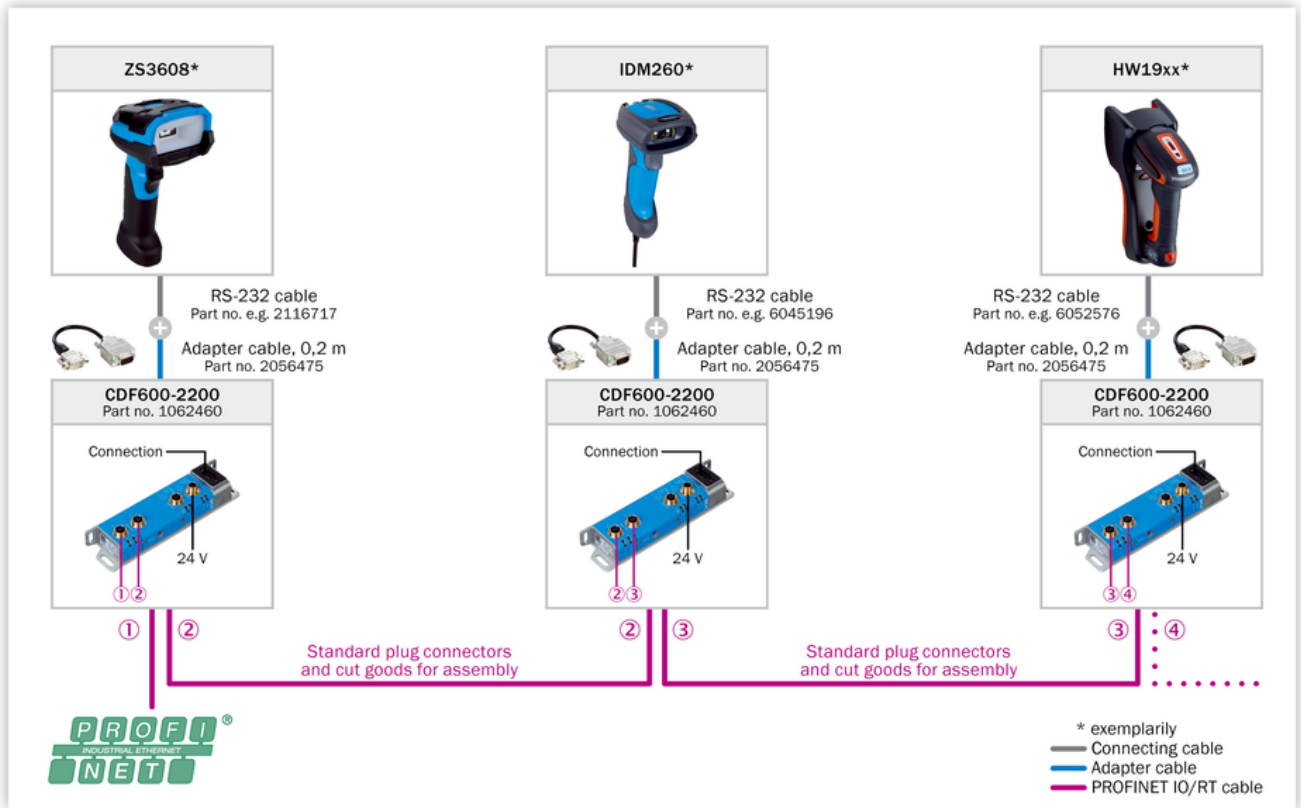 ZS3608*
IDM260*
HW19xx*
RS-232 cable
Part no. e.g. 2116717
Adapter cable, 0,2 m
Part no. 2056475
RS-232 cable
Part no. e.g. 6045196
Adapter cable, 0,2 m
Part no. 2056475
RS-232 cable
Part no. e.g. 6052576
Adapter cable, 0,2 m
Part no. 2056475
CDF600-2200
Part no. 1062460
Connection
24 V
①②
CDF600-2200
Part no. 1062460
Connection
24 V
②③
CDF600-2200
Part no. 1062460
Connection
24 V
③④
① ②
② ③
③ ④
Standard plug connectors
and cut goods for assembly
Standard plug connectors
and cut goods for assembly
PROFI®
INDUSTRIAL ETHERNET
NET
* exemplarily
Connecting cable
Adapter cable
PROFINET IO/RT cable